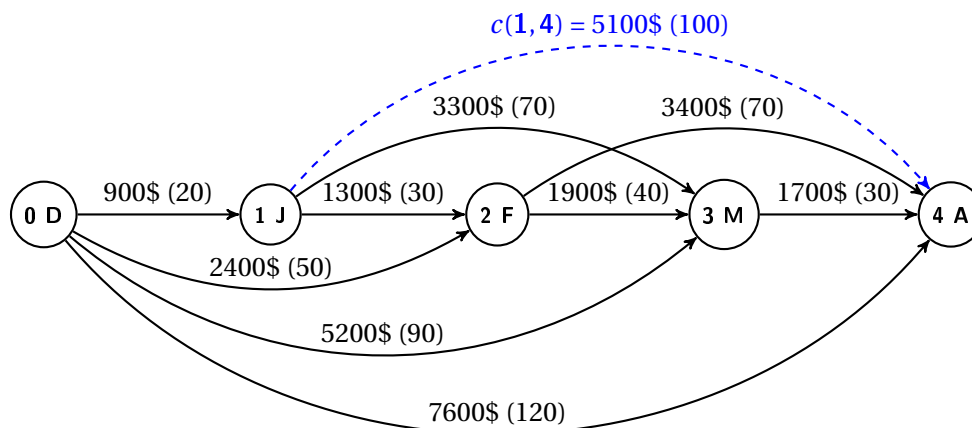 c(1, 4) = 5100$ (100)
3300$ (70)
3400$ (70)
900$ (20)
1300$ (30)
1900$ (40)
1700$ (30)
0 D
1 J
2 F
3 M
4 A
2400$ (50)
5200$ (90)
7600$ (120)